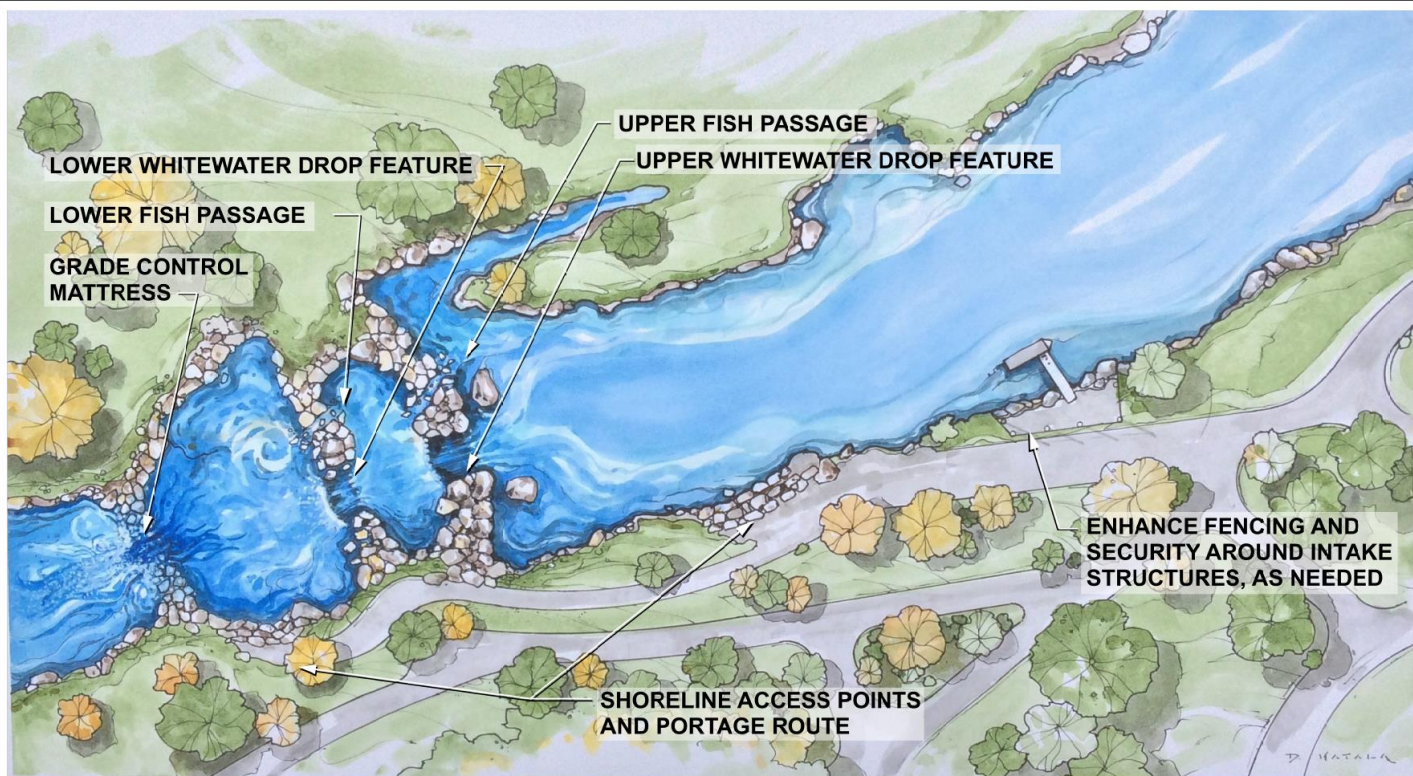 UPPER FISH PASSAGE
LOWER WHITEWATER DROP FEATURE
UPPER WHITEWATER DROP FEATURE
LOWER FISH PASSAGE
GRADE CONTROL
MATTRESS
ENHANCE FENCING AND
SECURITY AROUND INTAKE
STRUCTURES, AS NEEDED
SHORELINE ACCESS POINTS
AND PORTAGE ROUTE